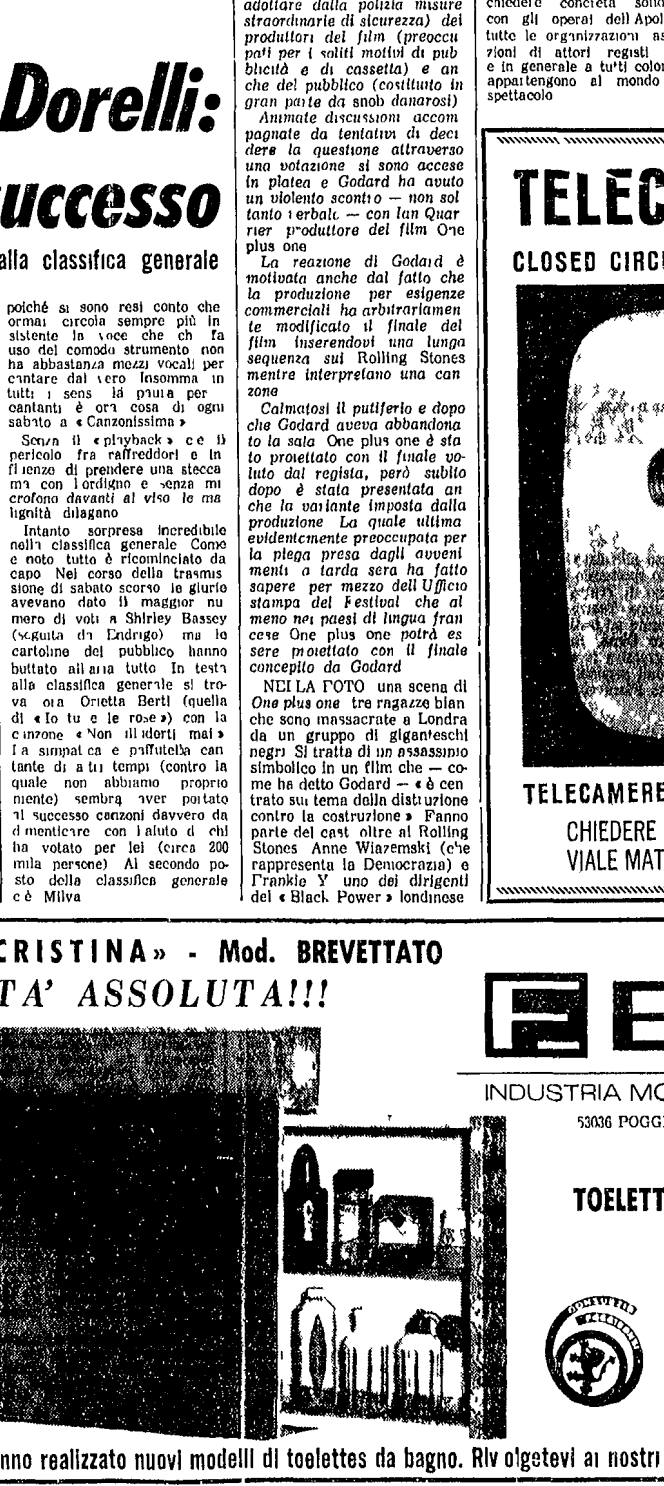 Dorelli:
uccesso
alla classifica generale
poiché si sono resi conto che
ormai circola sempre più in
sistente la voce che ch fa
uso del comodo strumento non
ha abbastanza mezzi vocali per
cantare dal vero Insomma in
tutti i sens la paura per
cantanti è ora cosa di ogni
sabato a « Canzonissima »
Senza il « playback » c e il
pericolo fra raffreddori e in
fl ienze di prendere una stecca
ma con l ordigno e senza mi
crofono davanti al viso le ma
lignità dilagano
Intanto sorpresa incredibile
nella classifica generale Come
e noto tutto è ricominciato da
capo Nel corso della trasmis
sione di sabato scorso le giurie
avevano dato il maggior nu
mero di voti a Shirley Bassey
(seguita da Endrigo) ma le
cartoline del pubblico hanno
buttato all aria tutto In testa
alla classifica generale si tro-
va ora Orietta Berti (quella
di « Io tu e le rose ») con la
canzone « Non illuderti mai »
La simpat ca e paffutella can
tante di a tri tempi (contro la
quale non abbiamo proprio
niente) sembra aver portato
al successo canzoni davvero da
d menticare con l aiuto di chi
ha votato per lei (circa 200
mila persone) Al secondo po-
sto della classifica generale
c è Milva
adottare dalla polizia misure
straordinarie di sicurezza) dei
produttori del film (preoccu
pati per i soliti motivi di pub
blicità e di cassetta) e an
che del pubblico (costituito in
gran parte da snob danarosi)
Animate discussioni accom
pagnate da tentativi di deci
dere la questione attraverso
una votazione si sono accese
in platea e Godard ha avuto
un violento scontro — non sol
tanto verbale — con Ian Quar
rier produttore del film One
plus one
La reazione di Godard è
motivata anche dal fatto che
la produzione per esigenze
commerciali ha arbitrariamen
te modificato il finale del
film inserendovi una lunga
sequenza sui Rolling Stones
mentre interpretano una can
zone
Calmatosi il putiferio e dopo
che Godard aveva abbandona
to la sala One plus one è sta
to proiettato con il finale vo-
luto dal regista, però subito
dopo è stata presentata an
che la variante imposta dalla
produzione La quale ultima
evidentemente preoccupata per
la piega presa dagli avveni
menti a tarda sera ha fatto
sapere per mezzo dell Ufficio
stampa del Festival che al
meno nei paesi di lingua fran
cese One plus one potrà es
sere proiettato con il finale
concepito da Godard
NELLA FOTO una scena di
One plus one tre ragazze bian
che sono massacrate a Londra
da un gruppo di giganteschi
negri Si tratta di un assassinio
simbolico in un film che — co-
me ha detto Godard — « è cen
trato sul tema della distruzione
contro la costruzione » Fanno
parte del cast oltre ai Rolling
Stones Anne Wiazemski (che
rappresenta la Democrazia) e
Frankie Y uno dei dirigenti
del « Black Power » londinese
chiedere concreta soli
con gli operai dell Apol
tutte le organizzazioni as
zioni di attori registi
e in generale a tutti color
appartengono al mondo
spettacolo
TELEC
CLOSED CIRC
TELECAMERE
CHIEDERE
VIALE MAT
CRISTINA» - Mod. BREVETTATO
TA' ASSOLUTA!!!
INDUSTRIA MO
53036 POGGI
TOELETT
nno realizzato nuovi modelli di toelettes da bagno. Riv olgetevi ai nostri